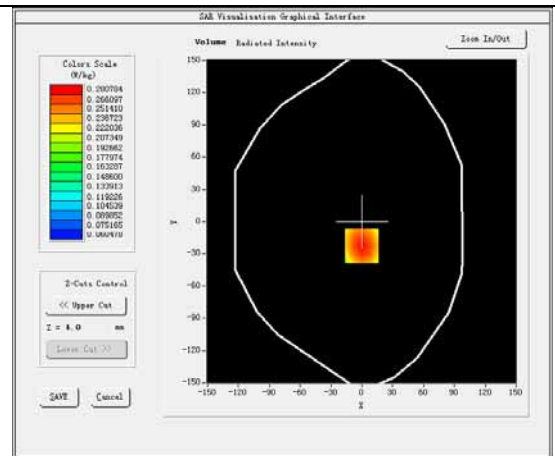 SAR Visualisation Graphical Interface
Volume Radiated Intensity
Zoom In/Out
Colors Scale
(W/kg)
0.280784
0.266097
0.251410
0.236723
0.222036
0.207349
0.192662
0.177974
0.163287
0.148600
0.133913
0.119226
0.104539
0.089852
0.075165
0.060478
Z-Cuts Control
<< Upper Cut
Z = 4.0 mm
Lower Cut >>
SAVE Cancel
150
120
90
60
30
0
-30
-60
-90
-120
-150
Y
-150 -120 -90 -60 -30 0 30 60 90 120 150
X